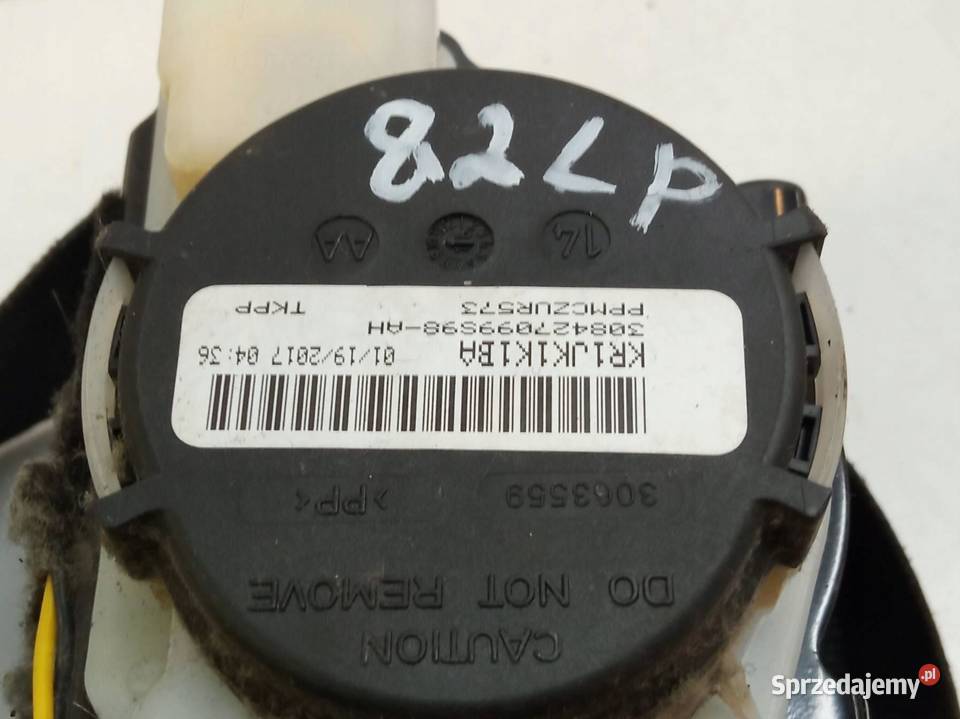 82LP
CAUTION
DO NOT REMOVE
3063559 >PP<
KR1JK1K1BA 01/19/2017 04:36
308427099S98-AH
PPMCZUR573 TKPP
14 AA
Sprzedajemy.pl